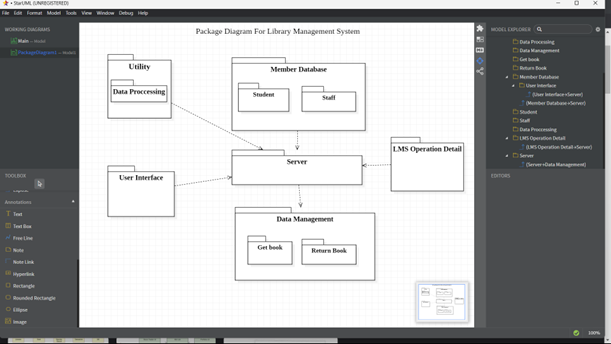 StarUML (UNREGISTERED)
File Edit Format Model Tools View Window Debug Help
WORKING DIAGRAMS
Main — Model
PackageDiagram1 — Model1
TOOLBOX
Annotations
Text
Text Box
Free Line
Note
Note Link
Hyperlink
Rectangle
Rounded Rectangle
Ellipse
Image
Package Diagram For Library Management System
Utility
Data Proccessing
Member Database
Student
Staff
Server
LMS Operation Detail
User Interface
Data Management
Get book
Return Book
MODEL EXPLORER
Data Processing
Data Management
Get book
Return Book
Member Database
User Interface
(User Interface→Server)
(Member Database→Server)
Student
Staff
Data Processing
LMS Operation Detail
(LMS Operation Detail→Server)
Server
(Server→Data Management)
EDITORS
100%